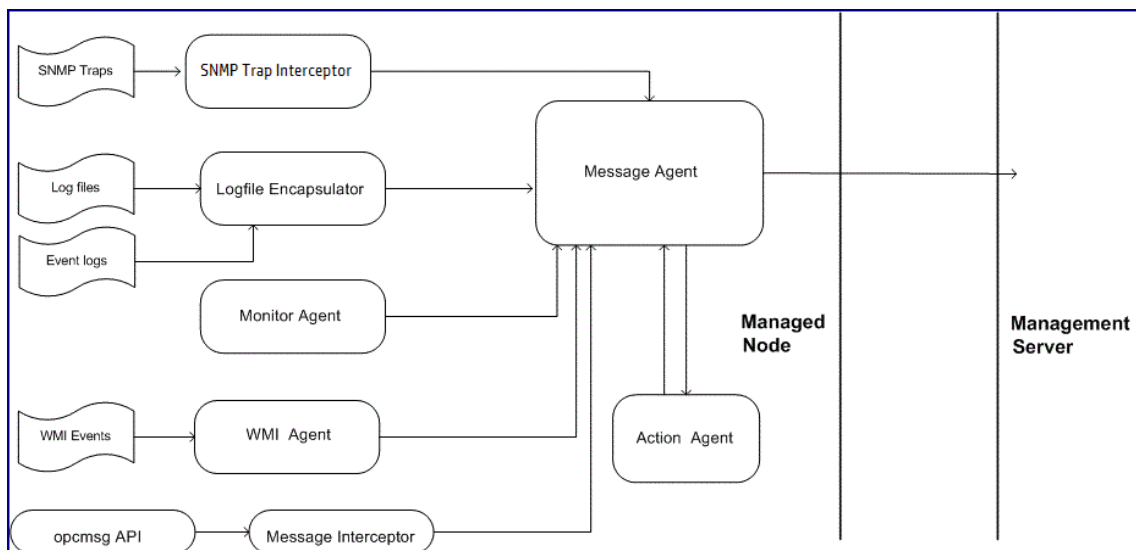 SNMP Traps
SNMP Trap Interceptor
Message Agent
Log files
Logfile Encapsulator
Event logs
Monitor Agent
Managed
Node
Management
Server
WMI Events
WMI Agent
Action Agent
opcmsg API
Message Interceptor